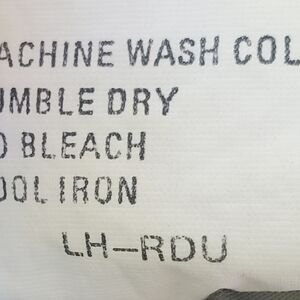 ACHINE WASH COL
UMBLE DRY
O BLEACH
OOL IRON
LH-RDU